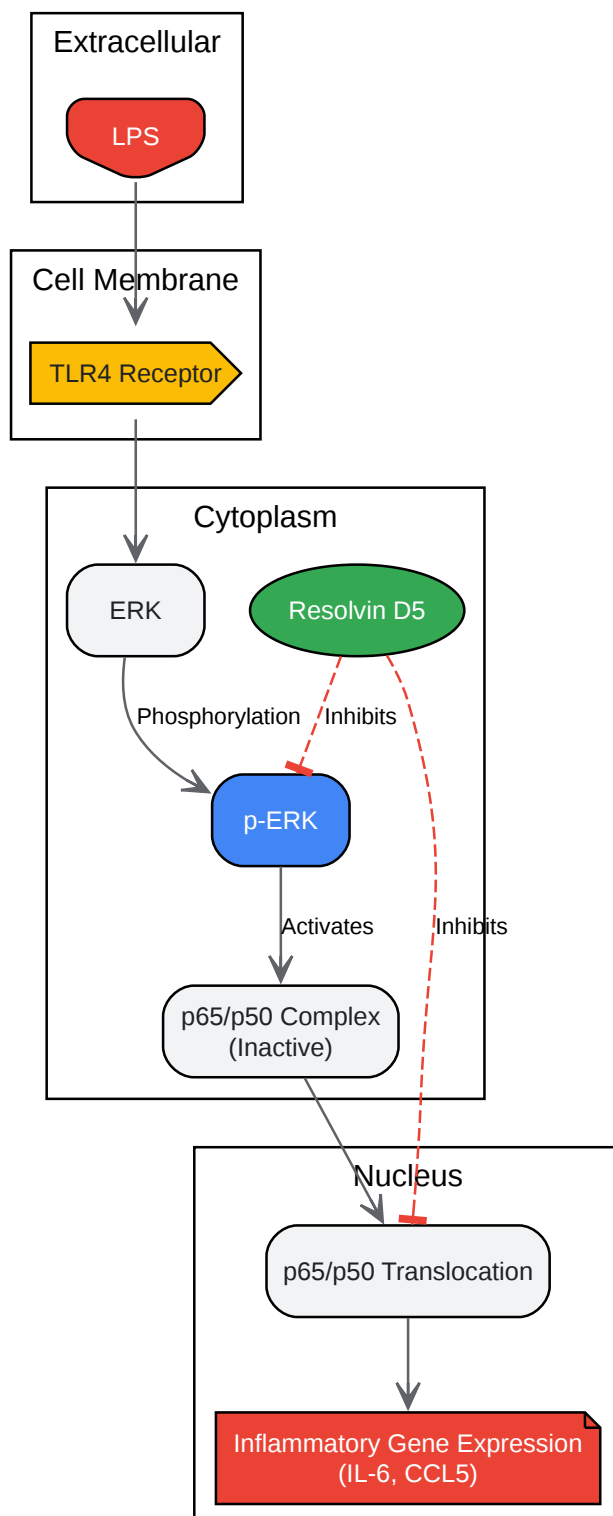 Extracellular
LPS
Cell Membrane
TLR4 Receptor
Cytoplasm
ERK
Resolvin D5
Phosphorylation
Inhibits
p-ERK
Activates
Inhibits
p65/p50 Complex
(Inactive)
Nucleus
p65/p50 Translocation
Inflammatory Gene Expression
(IL-6, CCL5)